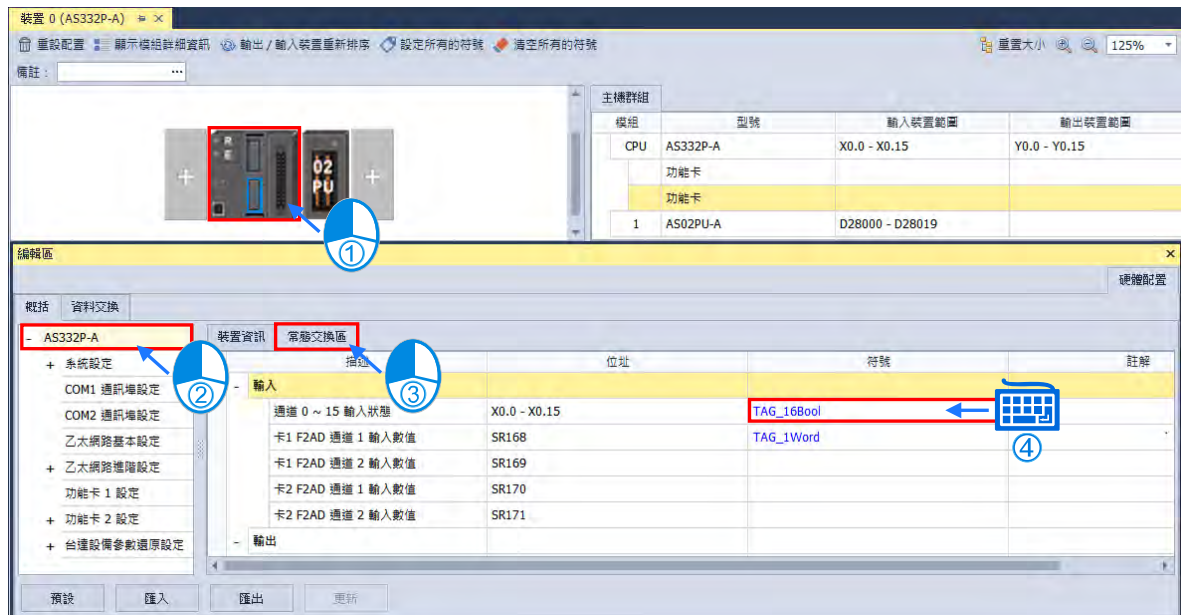 裝置 0 (AS332P-A)
重設配置 顯示模組詳細資訊 輸出 / 輸入裝置重新排序 設定所有的符號 清空所有的符號 重置大小 125%
備註 : ...
主機群組
模組 型號 輸入裝置範圍 輸出裝置範圍
CPU AS332P-A X0.0 - X0.15 Y0.0 - Y0.15
功能卡
功能卡
1 AS02PU-A D28000 - D28019
R
E
02
PU
①
編輯區
硬體配置
概括 資料交換
- AS332P-A
+ 系統設定
COM1 通訊埠設定
COM2 通訊埠設定
乙太網路基本設定
+ 乙太網路進階設定
功能卡 1 設定
+ 功能卡 2 設定
+ 台達設備參數還原設定
②
裝置資訊 常態交換區
③
描述 位址 符號 註解
- 輸入
通道 0 ~ 15 輸入狀態 X0.0 - X0.15 TAG_16Bool
④
卡1 F2AD 通道 1 輸入數值 SR168 TAG_1Word
卡1 F2AD 通道 2 輸入數值 SR169
卡2 F2AD 通道 1 輸入數值 SR170
卡2 F2AD 通道 2 輸入數值 SR171
- 輸出
預設 匯入 匯出 更新